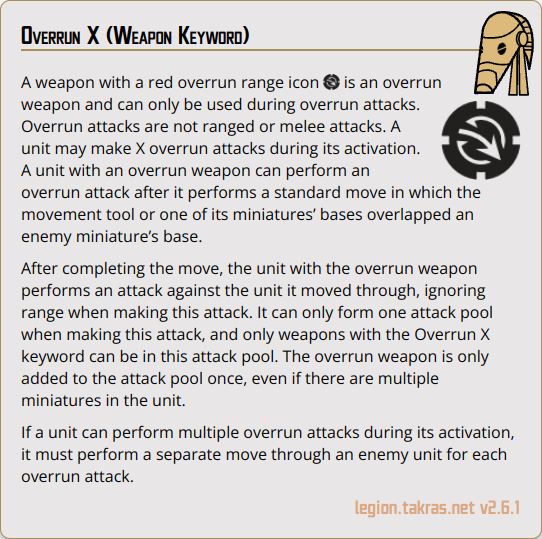 Overrun X (Weapon Keyword)
A weapon with a red overrun range icon is an overrun
weapon and can only be used during overrun attacks.
Overrun attacks are not ranged or melee attacks. A
unit may make X overrun attacks during its activation.
A unit with an overrun weapon can perform an
overrun attack after it performs a standard move in which the
movement tool or one of its miniatures’ bases overlapped an
enemy miniature’s base.
After completing the move, the unit with the overrun weapon
performs an attack against the unit it moved through, ignoring
range when making this attack. It can only form one attack pool
when making this attack, and only weapons with the Overrun X
keyword can be in this attack pool. The overrun weapon is only
added to the attack pool once, even if there are multiple
miniatures in the unit.
If a unit can perform multiple overrun attacks during its activation,
it must perform a separate move through an enemy unit for each
overrun attack.
legion.takras.net v2.6.1